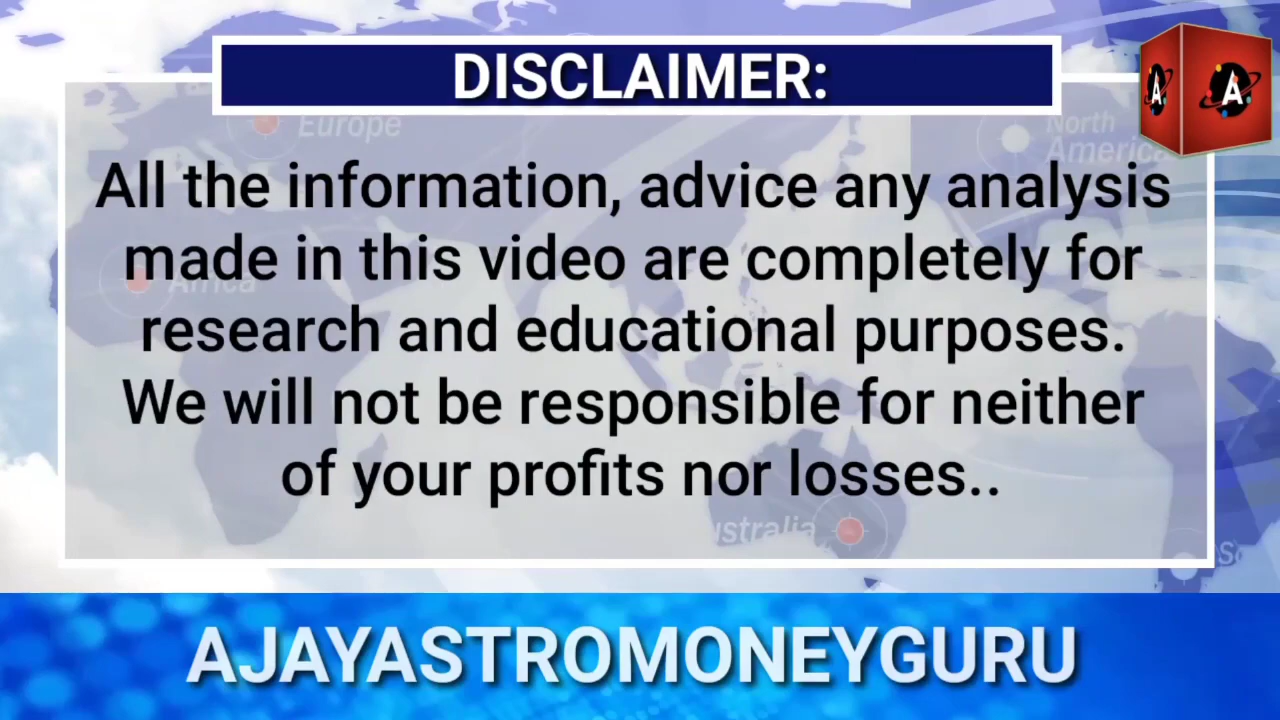 DISCLAIMER:
A A
Europe
North
America
All the information, advice any analysis
made in this video are completely for
Africa
research and educational purposes.
We will not be responsible for neither
of your profits nor losses..
ustralia
AJAYASTROMONEYGURU